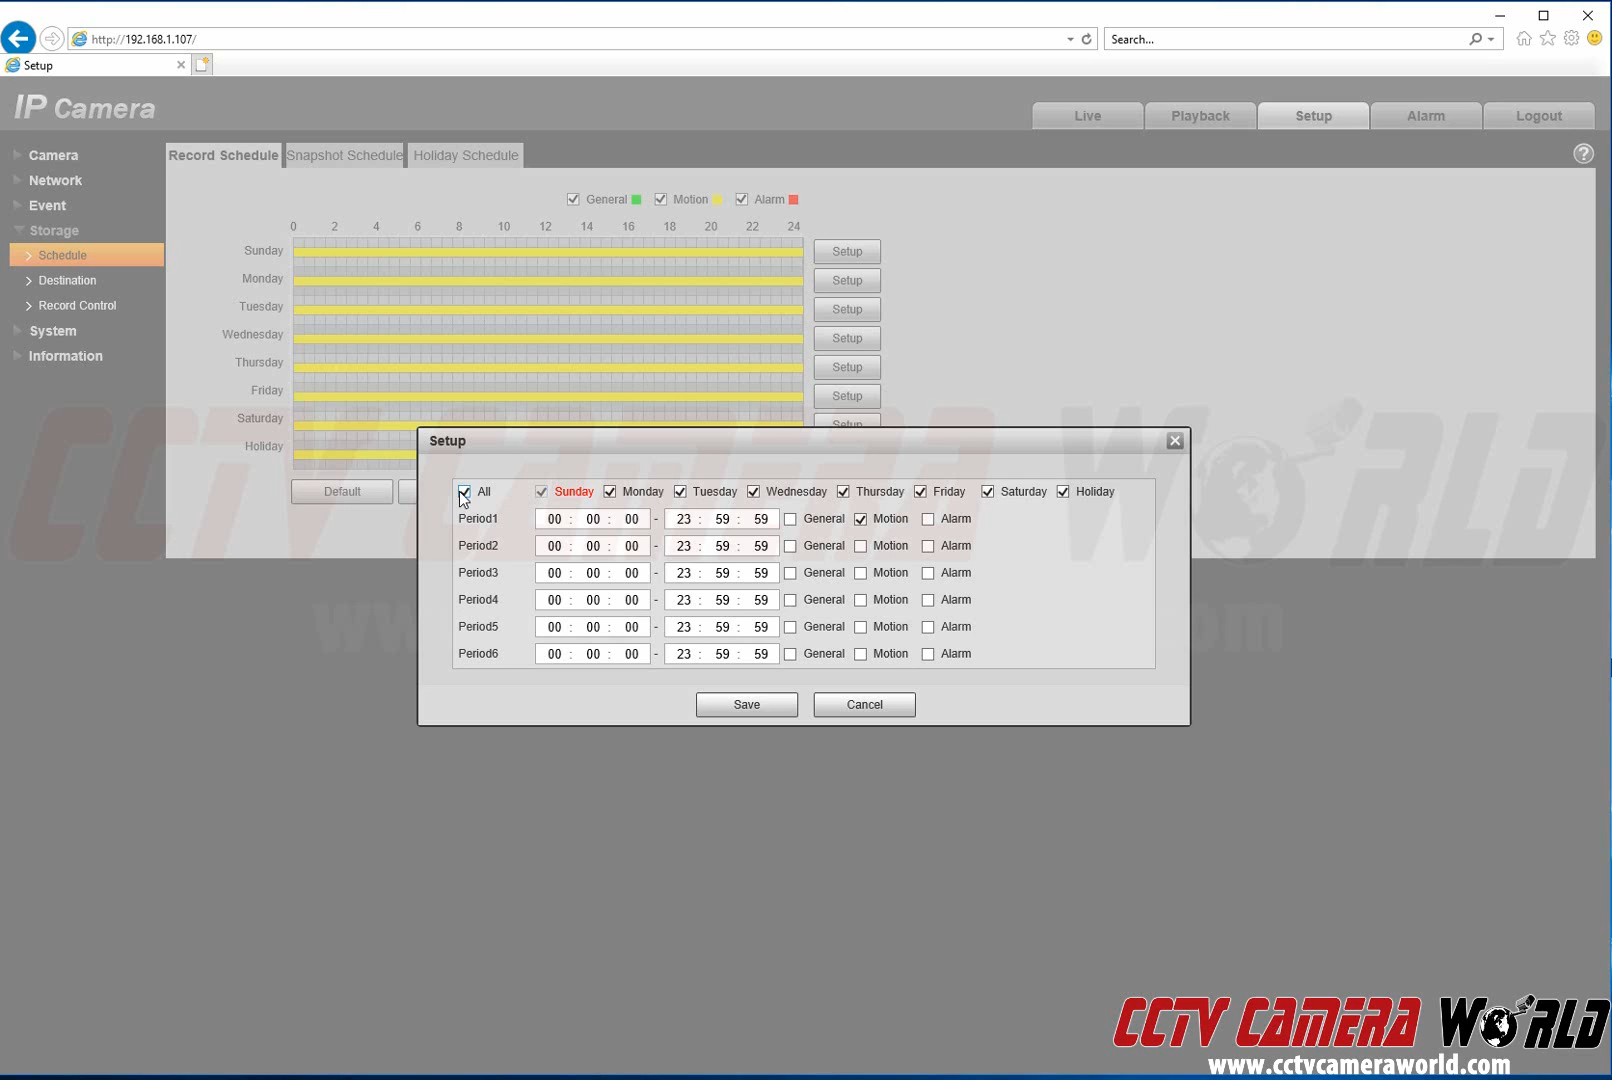 http://192.168.1.107/
Search...
Setup
IP Camera
Live Playback Setup Alarm Logout
Camera
Network
Event
Storage
Schedule
Destination
Record Control
System
Information
Record Schedule Snapshot Schedule Holiday Schedule
General Motion Alarm
0 2 4 6 8 10 12 14 16 18 20 22 24
Sunday Setup
Monday Setup
Tuesday Setup
Wednesday Setup
Thursday Setup
Friday Setup
Saturday Setup
Holiday
Default
Setup
All Sunday Monday Tuesday Wednesday Thursday Friday Saturday Holiday
Period1 00 : 00 : 00 - 23 : 59 : 59 General Motion Alarm
Period2 00 : 00 : 00 - 23 : 59 : 59 General Motion Alarm
Period3 00 : 00 : 00 - 23 : 59 : 59 General Motion Alarm
Period4 00 : 00 : 00 - 23 : 59 : 59 General Motion Alarm
Period5 00 : 00 : 00 - 23 : 59 : 59 General Motion Alarm
Period6 00 : 00 : 00 - 23 : 59 : 59 General Motion Alarm
Save Cancel
CCTV CAMERA WORLD
CCTV CAMERA WORLD
www.cctvcameraworld.com